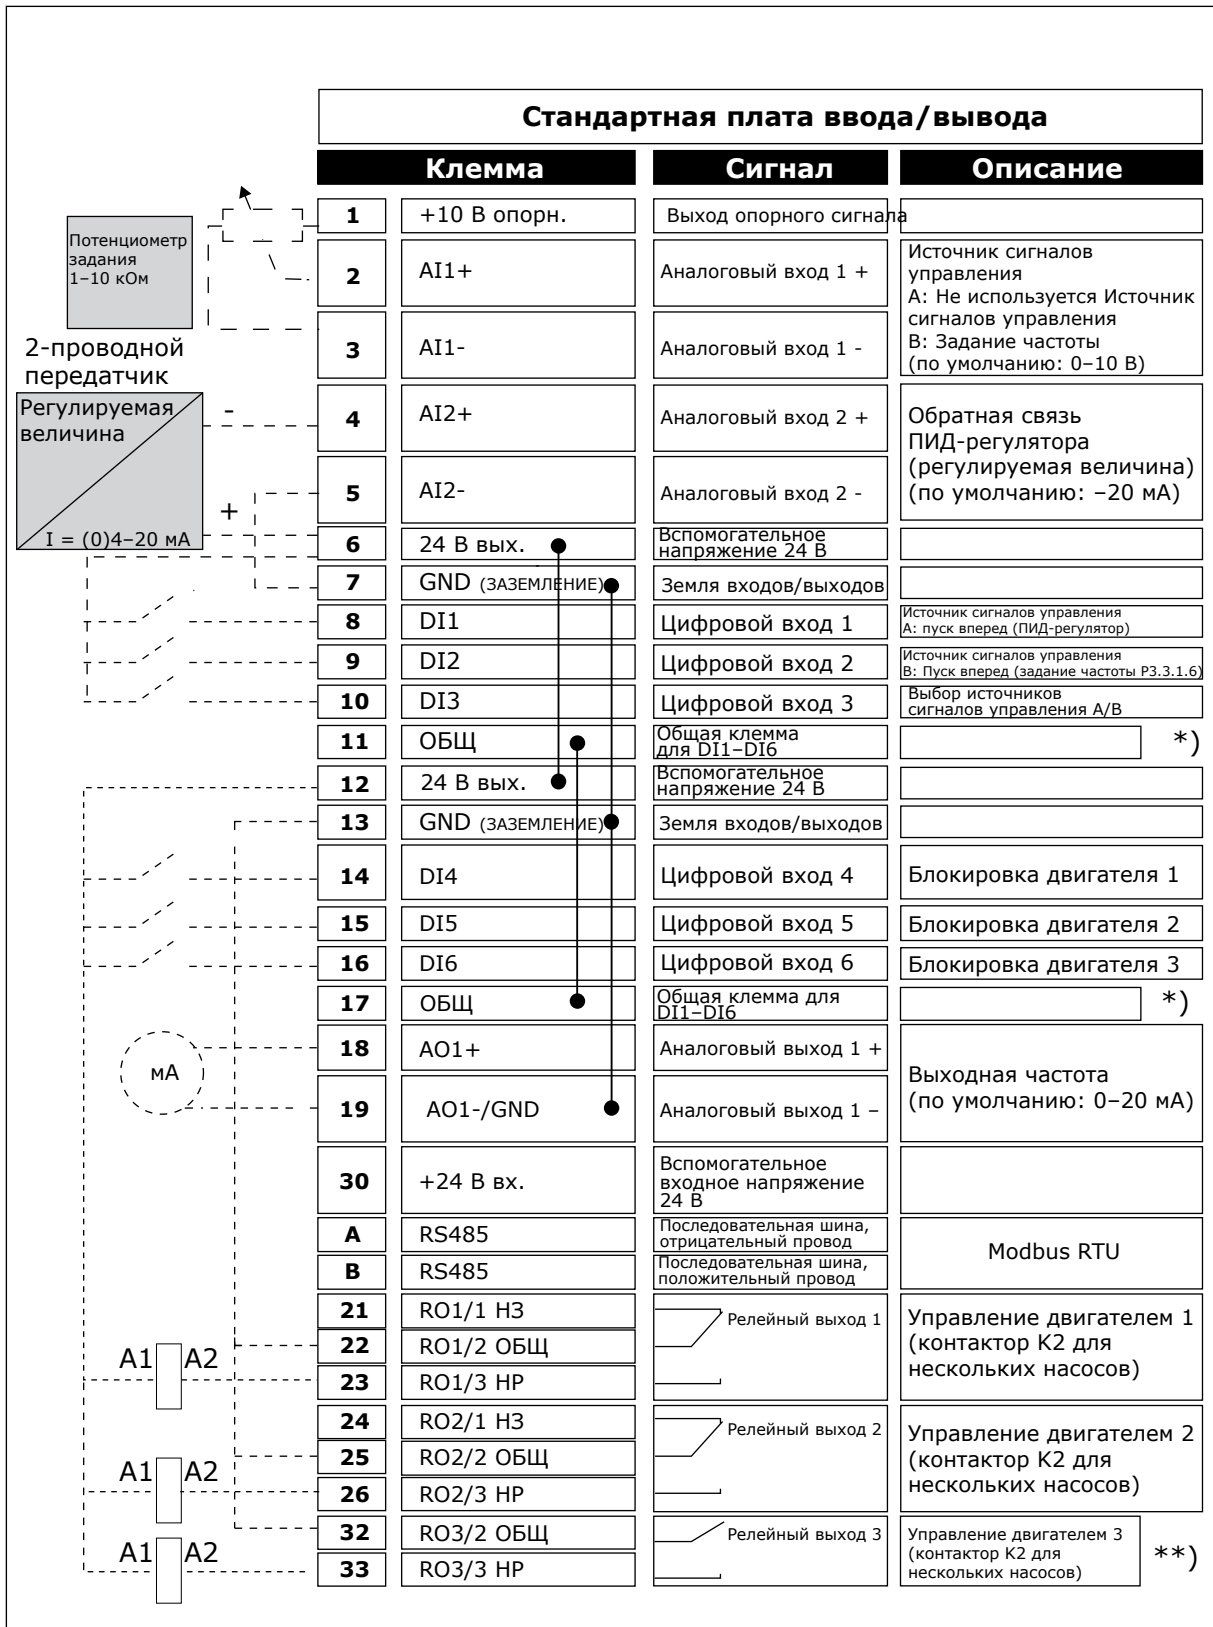 Стандартная плата ввода/вывода
Клемма
Сигнал
Описание
Потенциометр
задания
1–10 кОм
2-проводной
передатчик
Регулируемая
величина
-
+
I = (0)4–20 мА
1
+10 В опорн.
Выход опорного сигнала
2
AI1+
Аналоговый вход 1 +
Источник сигналов
управления
A: Не используется Источник
сигналов управления
B: Задание частоты
(по умолчанию: 0–10 В)
3
AI1-
Аналоговый вход 1 -
4
AI2+
Аналоговый вход 2 +
Обратная связь
ПИД-регулятора
(регулируемая величина)
(по умолчанию: –20 мА)
5
AI2-
Аналоговый вход 2 -
6
24 В вых.
Вспомогательное
напряжение 24 В
7
GND (ЗАЗЕМЛЕНИЕ)
Земля входов/выходов
8
DI1
Цифровой вход 1
Источник сигналов управления
A: пуск вперед (ПИД-регулятор)
9
DI2
Цифровой вход 2
Источник сигналов управления
B: Пуск вперед (задание частоты P3.3.1.6)
10
DI3
Цифровой вход 3
Выбор источников
сигналов управления A/B
11
ОБЩ
Общая клемма
для DI1–DI6
*)
12
24 В вых.
Вспомогательное
напряжение 24 В
13
GND (ЗАЗЕМЛЕНИЕ)
Земля входов/выходов
14
DI4
Цифровой вход 4
Блокировка двигателя 1
15
DI5
Цифровой вход 5
Блокировка двигателя 2
16
DI6
Цифровой вход 6
Блокировка двигателя 3
17
ОБЩ
Общая клемма для
DI1–DI6
*)
мА
18
AO1+
Аналоговый выход 1 +
Выходная частота
(по умолчанию: 0–20 мА)
19
AO1-/GND
Аналоговый выход 1 –
30
+24 В вх.
Вспомогательное
входное напряжение
24 В
A
RS485
Последовательная шина,
отрицательный провод
Modbus RTU
B
RS485
Последовательная шина,
положительный провод
21
RO1/1 НЗ
Релейный выход 1
Управление двигателем 1
(контактор K2 для
нескольких насосов)
22
RO1/2 ОБЩ
A1 A2
23
RO1/3 НР
24
RO2/1 НЗ
Релейный выход 2
Управление двигателем 2
(контактор K2 для
нескольких насосов)
25
RO2/2 ОБЩ
A1 A2
26
RO2/3 НР
32
RO3/2 ОБЩ
Релейный выход 3
Управление двигателем 3
(контактор K2 для
нескольких насосов)
**)
A1 A2
33
RO3/3 НР